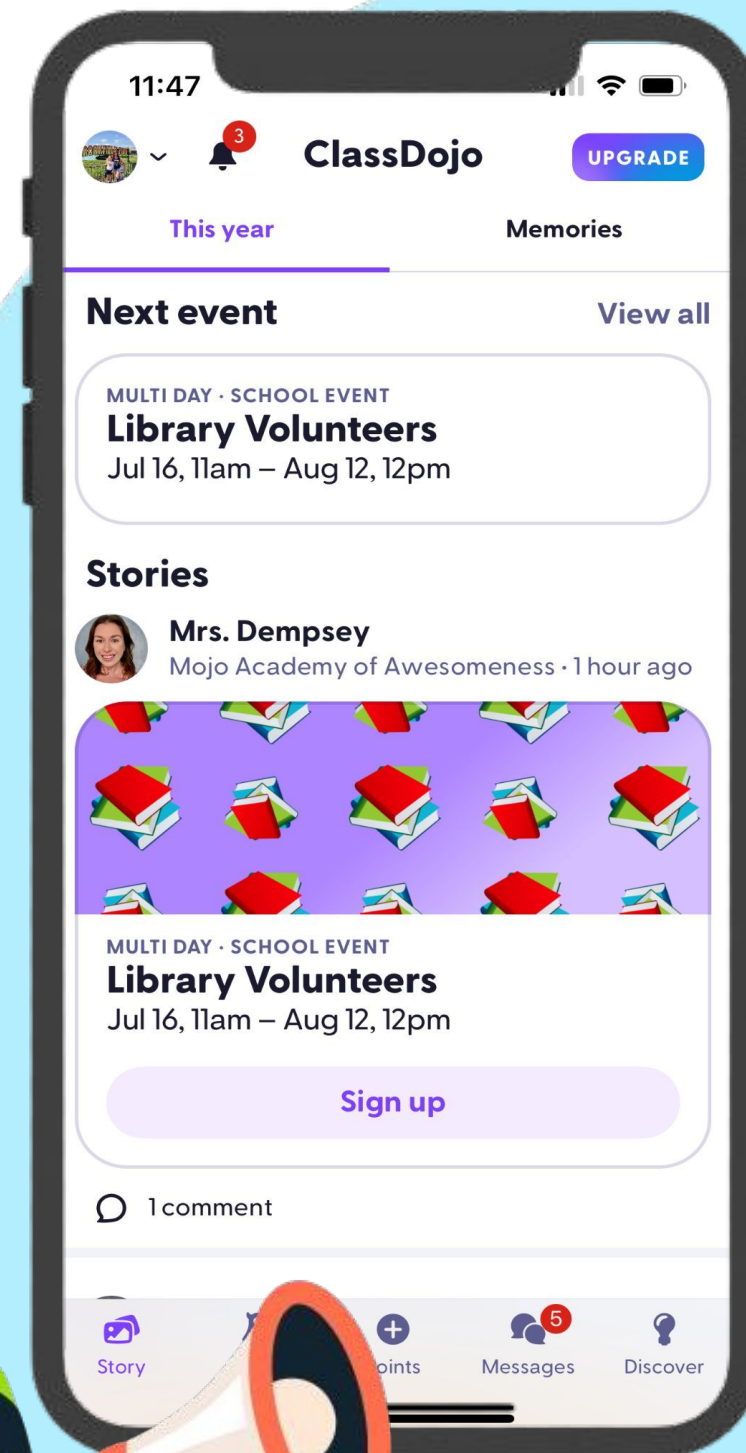 11:47
3
ClassDojo
UPGRADE
This year
Memories
Next event
View all
MULTI DAY · SCHOOL EVENT
Library Volunteers
Jul 16, 11am – Aug 12, 12pm
Stories
Mrs. Dempsey
Mojo Academy of Awesomeness · 1 hour ago
MULTI DAY · SCHOOL EVENT
Library Volunteers
Jul 16, 11am – Aug 12, 12pm
Sign up
1 comment
5
Story
oints
Messages
Discover